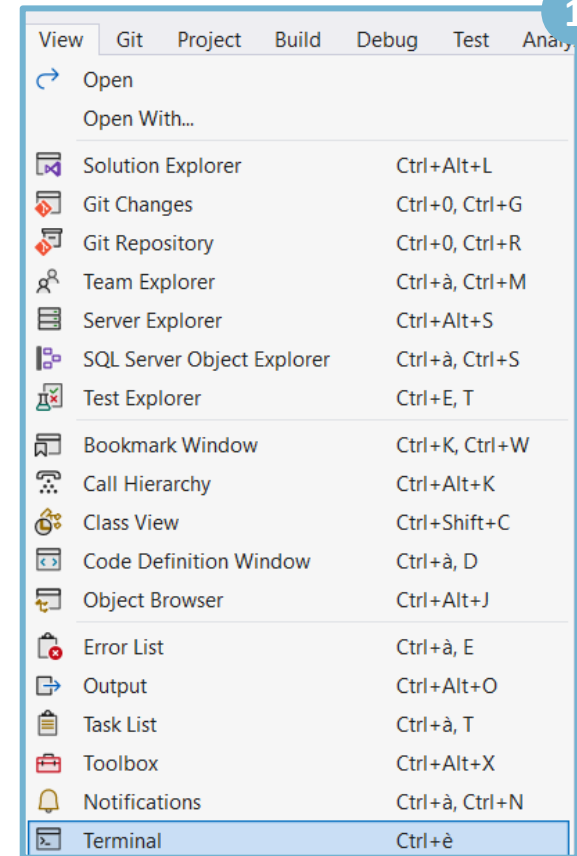 1
View Git Project Build Debug Test Analy
Open
Open With...
Solution Explorer Ctrl+Alt+L
Git Changes Ctrl+0, Ctrl+G
Git Repository Ctrl+0, Ctrl+R
Team Explorer Ctrl+à, Ctrl+M
Server Explorer Ctrl+Alt+S
SQL Server Object Explorer Ctrl+à, Ctrl+S
Test Explorer Ctrl+E, T
Bookmark Window Ctrl+K, Ctrl+W
Call Hierarchy Ctrl+Alt+K
Class View Ctrl+Shift+C
Code Definition Window Ctrl+à, D
Object Browser Ctrl+Alt+J
Error List Ctrl+à, E
Output Ctrl+Alt+O
Task List Ctrl+à, T
Toolbox Ctrl+Alt+X
Notifications Ctrl+à, Ctrl+N
Terminal Ctrl+è